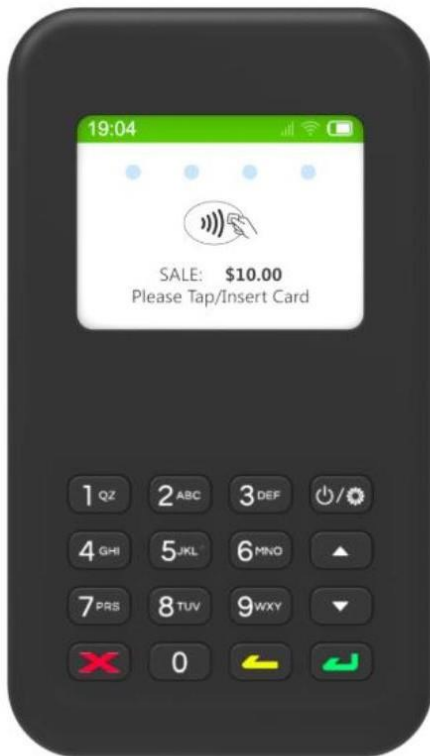 19:04
SALE: $10.00
Please Tap/Insert Card
1 QZ 2 ABC 3 DEF
4 GHI 5 JKL 6 MNO
7 PRS 8 TUV 9 WXY
0